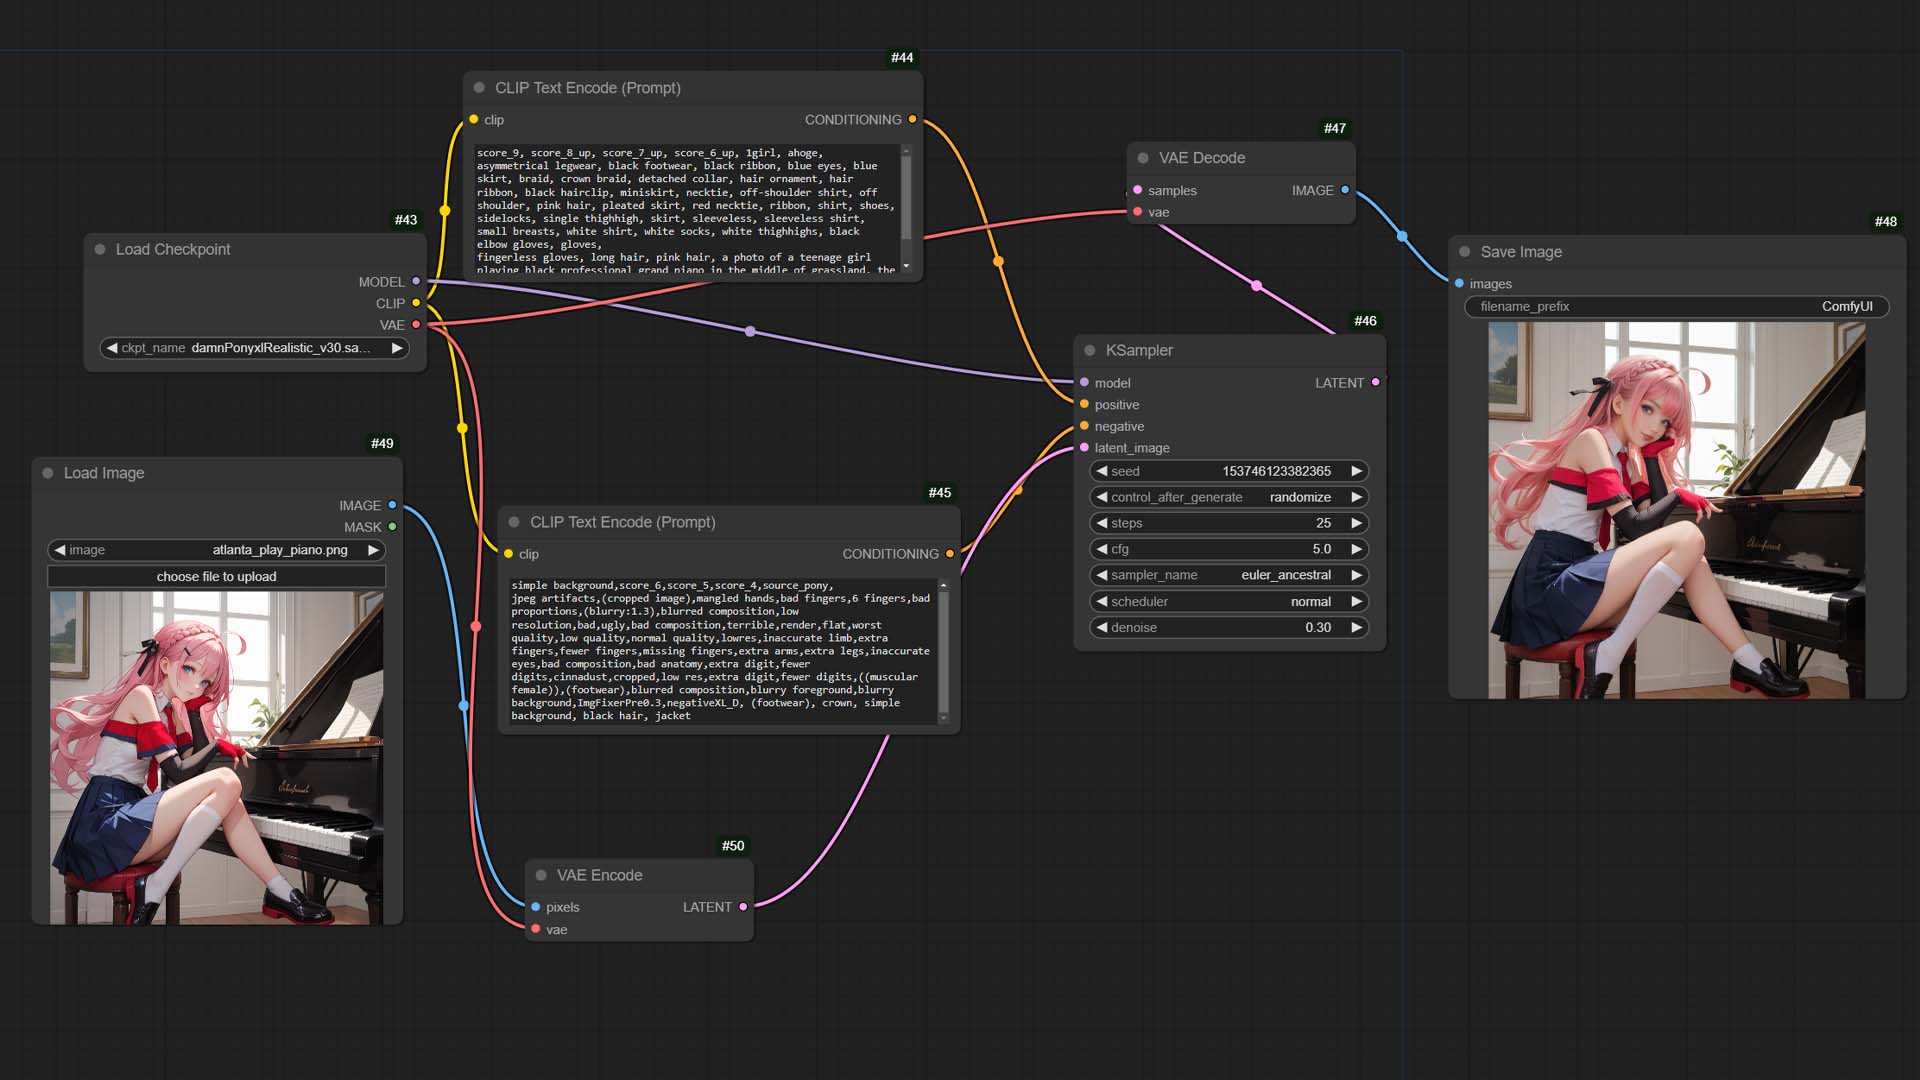 #44
CLIP Text Encode (Prompt)
clip
CONDITIONING
score_9, score_8_up, score_7_up, score_6_up, 1girl, ahoge,
asymmetrical legwear, black footwear, black ribbon, blue eyes, blue
skirt, braid, crown braid, detached collar, hair ornament, hair
ribbon, black hairclip, miniskirt, necktie, off-shoulder shirt, off
shoulder, pink hair, pleated skirt, red necktie, ribbon, shirt, shoes,
sidelocks, single thighhigh, skirt, sleeveless, sleeveless shirt,
small breasts, white shirt, white socks, white thighhighs, black
elbow gloves, gloves,
fingerless gloves, long hair, pink hair, a photo of a teenage girl
playing black professional grand piano in the middle of grassland, the
#47
VAE Decode
samples
IMAGE
vae
#43
Load Checkpoint
MODEL
CLIP
VAE
ckpt_name damnPonyxlRealistic_v30.sa...
#48
Save Image
images
filename_prefix ComfyUI
#46
KSampler
model
LATENT
positive
negative
latent_image
seed 153746123382365
control_after_generate randomize
steps 25
cfg 5.0
sampler_name euler_ancestral
scheduler normal
denoise 0.30
#49
Load Image
IMAGE
MASK
image atlanta_play_piano.png
choose file to upload
#45
CLIP Text Encode (Prompt)
clip
CONDITIONING
simple background,score_6,score_5,score_4,source_pony,
jpeg artifacts,(cropped image),mangled hands,bad fingers,6 fingers,bad
proportions,(blurry:1.3),blurred composition,low
resolution,bad,ugly,bad composition,terrible,render,flat,worst
quality,low quality,normal quality,lowres,inaccurate limb,extra
fingers,fewer fingers,missing fingers,extra arms,extra legs,inaccurate
eyes,bad composition,bad anatomy,extra digit,fewer
digits,cinnadust,cropped,low res,extra digit,fewer digits,((muscular
female)),(footwear),blurred composition,blurry foreground,blurry
background,ImgFixerPre0.3,negativeXL_D, (footwear), crown, simple
background, black hair, jacket
#50
VAE Encode
pixels
LATENT
vae